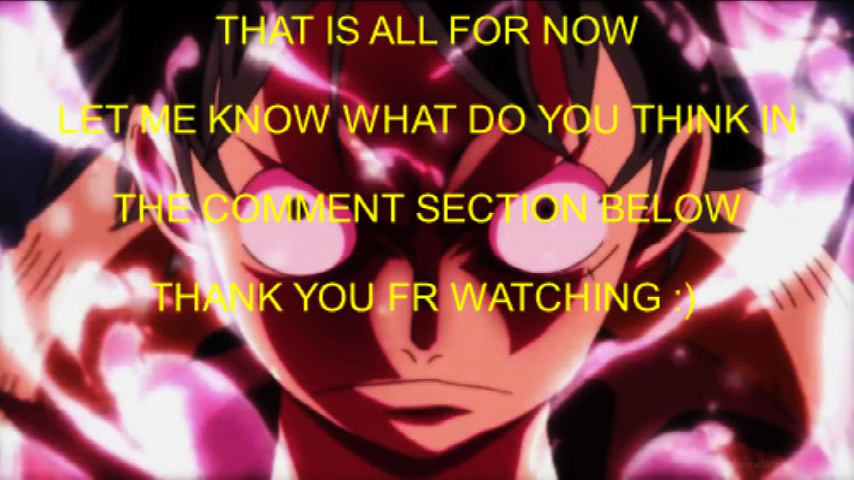 THAT IS ALL FOR NOW
LET ME KNOW WHAT DO YOU THINK IN
THE COMMENT SECTION BELOW
THANK YOU FR WATCHING :)